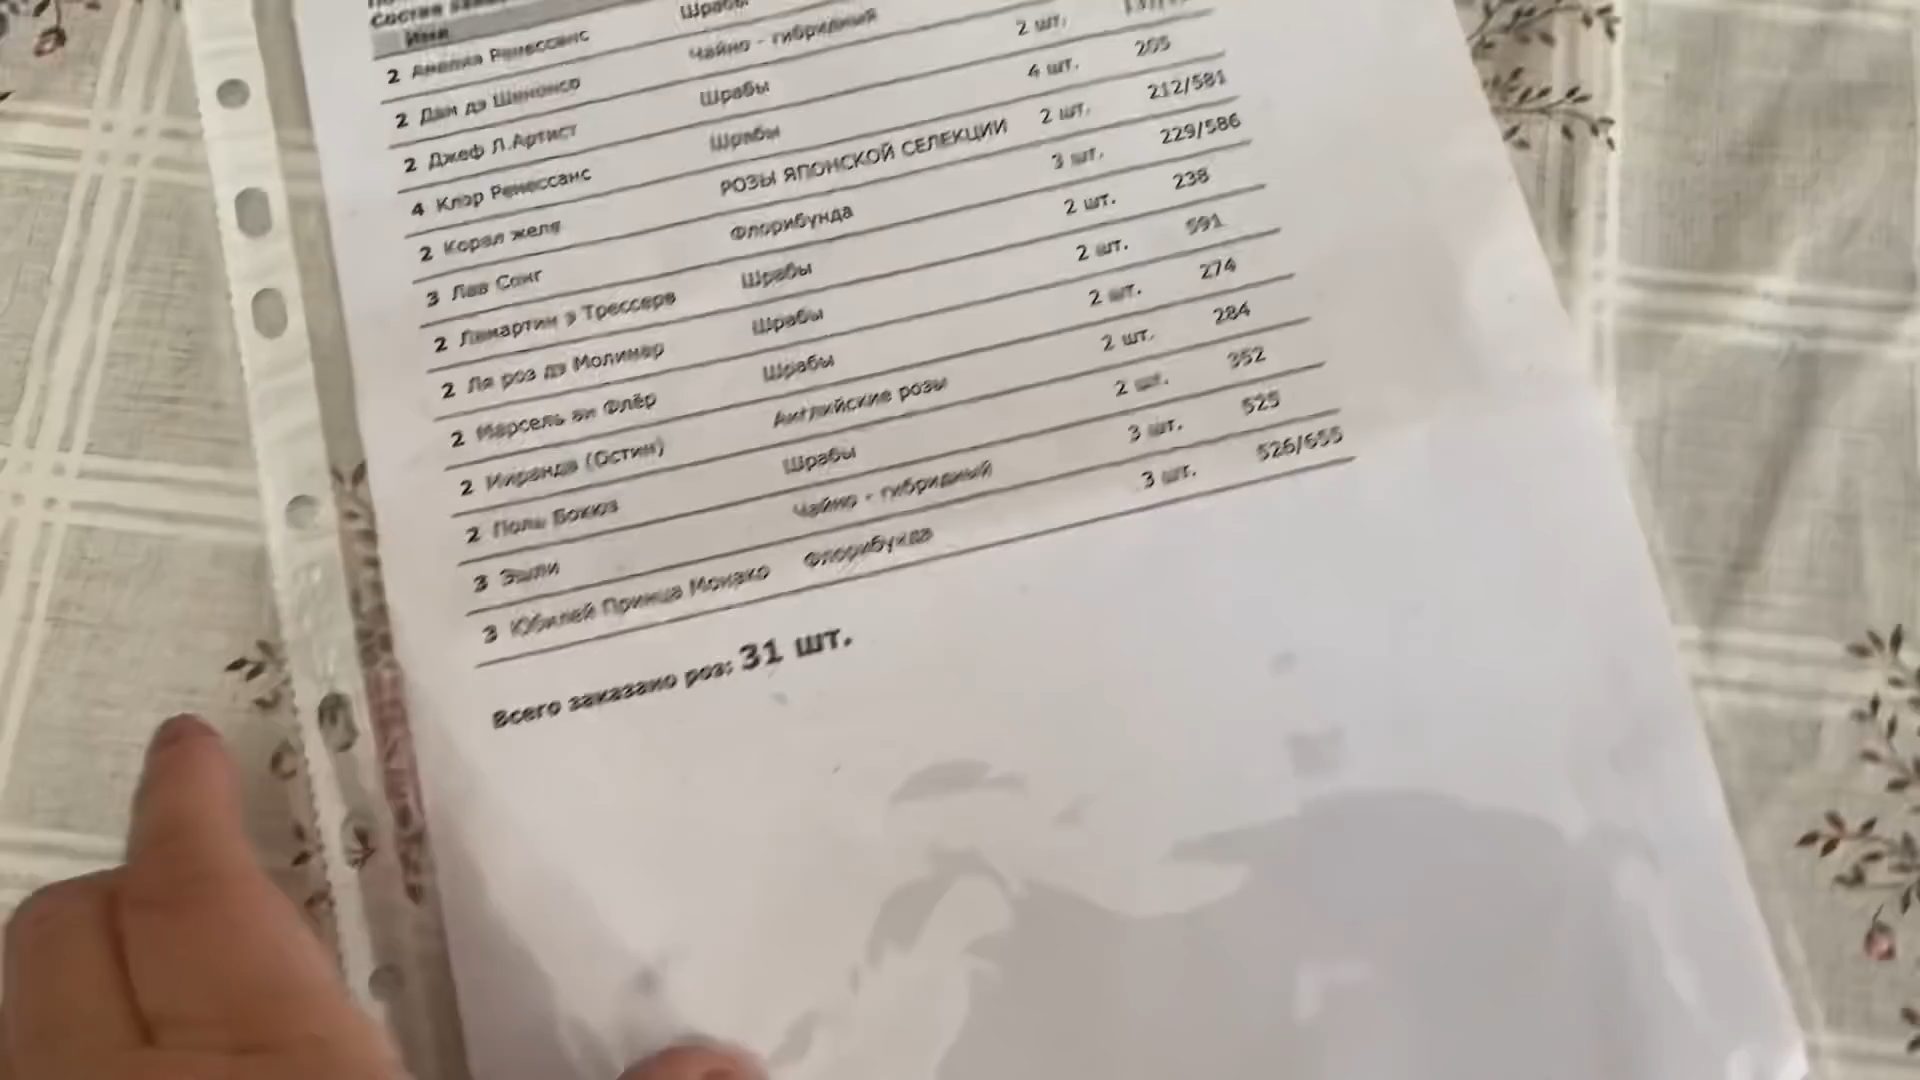 Состав
Имя
2 Амелия Ренессанс Шрабы
2 Дам дэ Шенонсо Чайно - гибридный 2 шт.
2 Джеф Л.Артист Шрабы 4 шт. 205
4 Клэр Ренессанс Шрабы 2 шт. 212/581
2 Корал желя РОЗЫ ЯПОНСКОЙ СЕЛЕКЦИИ 3 шт. 229/586
3 Лав Сонг Флорибунда 2 шт. 238
2 Ламартин э Трессерв Шрабы 2 шт. 591
2 Ля роз дэ Молинар Шрабы 2 шт. 274
2 Марсель ан Флёр Шрабы 2 шт. 284
2 Миранда (Остин) Английские розы 2 шт. 352
2 Поль Бокюз Шрабы 3 шт. 525
3 Эшли Чайно - гибридный 3 шт. 526/655
3 Юбилей Принца Монако Флорибунда
Всего заказано роз: 31 шт.